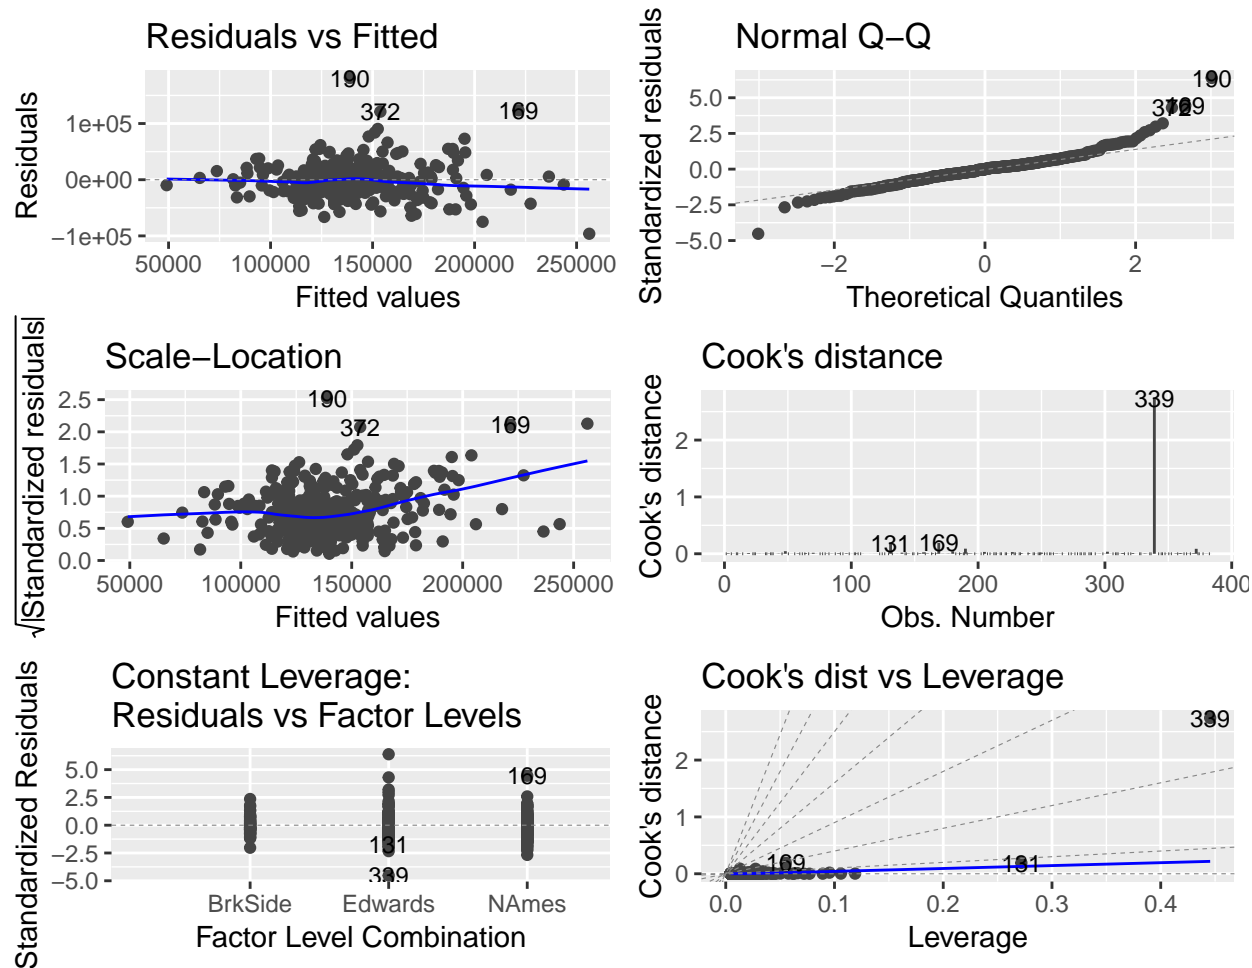 Residuals vs Fitted
Residuals
1e+05
0e+00
−1e+05
190
372
169
50000 100000 150000 200000 250000
Fitted values
Normal Q−Q
Standardized residuals
5.0
2.5
0.0
−2.5
−5.0
190
169
372
−2 0 2
Theoretical Quantiles
Scale−Location
√|Standardized residuals|
2.5
2.0
1.5
1.0
0.5
0.0
190
372
169
50000 100000 150000 200000 250000
Fitted values
Cook's distance
Cook's distance
2
1
0
339
131
169
0 100 200 300 400
Obs. Number
Constant Leverage:
Residuals vs Factor Levels
Standardized Residuals
5.0
2.5
0.0
−2.5
−5.0
169
131
339
BrkSide Edwards NAmes
Factor Level Combination
Cook's dist vs Leverage
Cook's distance
2
1
0
339
169
131
0.0 0.1 0.2 0.3 0.4
Leverage